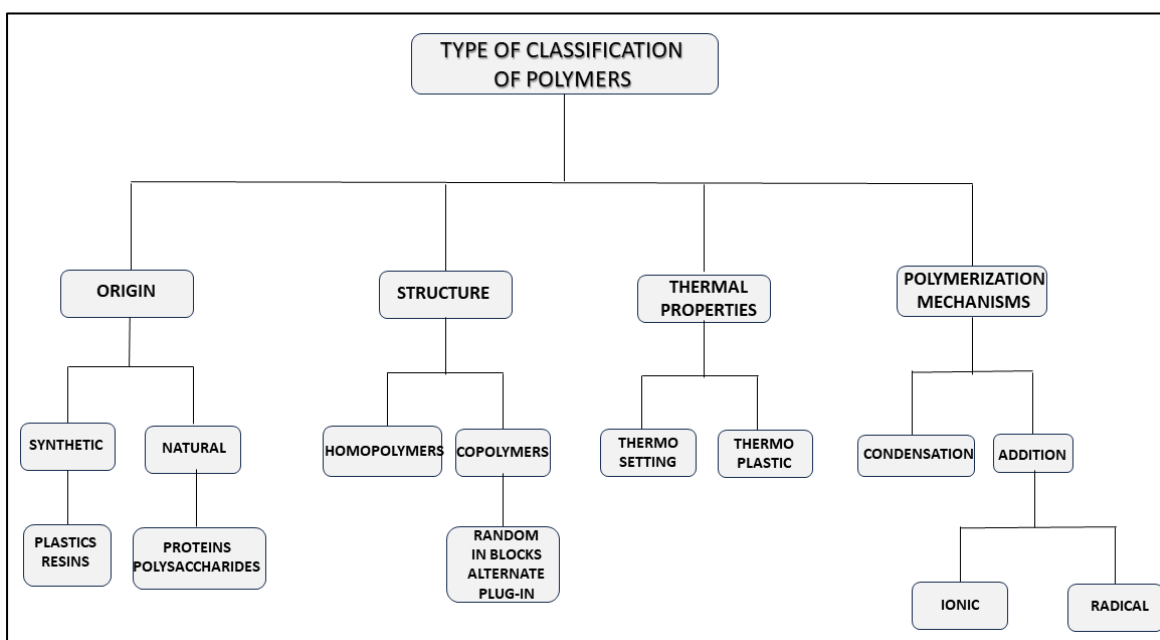 TYPE OF CLASSIFICATION
OF POLYMERS
ORIGIN
STRUCTURE
THERMAL
PROPERTIES
POLYMERIZATION
MECHANISMS
SYNTHETIC
NATURAL
HOMOPOLYMERS
COPOLYMERS
THERMO
SETTING
THERMO
PLASTIC
CONDENSATION
ADDITION
PLASTICS
RESINS
PROTEINS
POLYSACCHARIDES
RANDOM
IN BLOCKS
ALTERNATE
PLUG-IN
IONIC
RADICAL